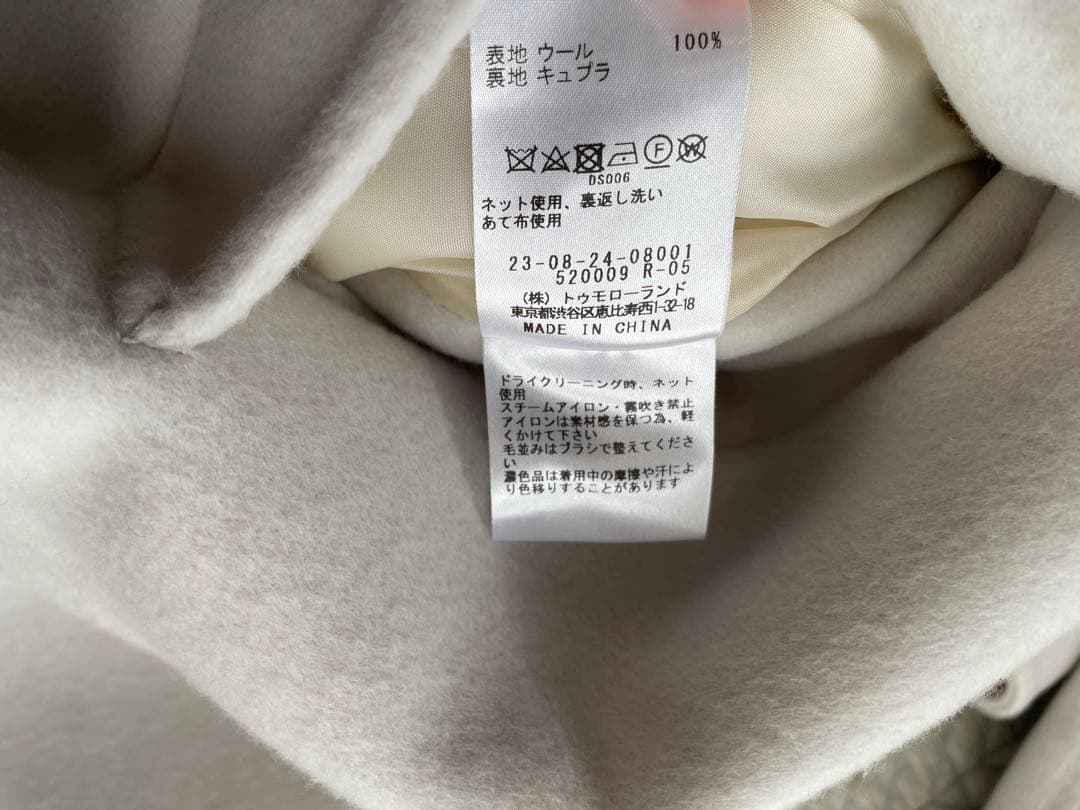 表地 ウール 100%
裏地 キュプラ
DS006
ネット使用、裏返し洗い
あて布使用
23-08-24-08001
520009 R-05
(株) トゥモローランド
東京都渋谷区恵比寿西1-32-18
MADE IN CHINA
ドライクリーニング時、ネット
使用
スチームアイロン・霧吹き禁止
アイロンは素材感を保つ為、軽
くかけて下さい
毛並みはブラシで整えてくださ
い
濃色品は着用中の摩擦や汗によ
り色移りすることがあります